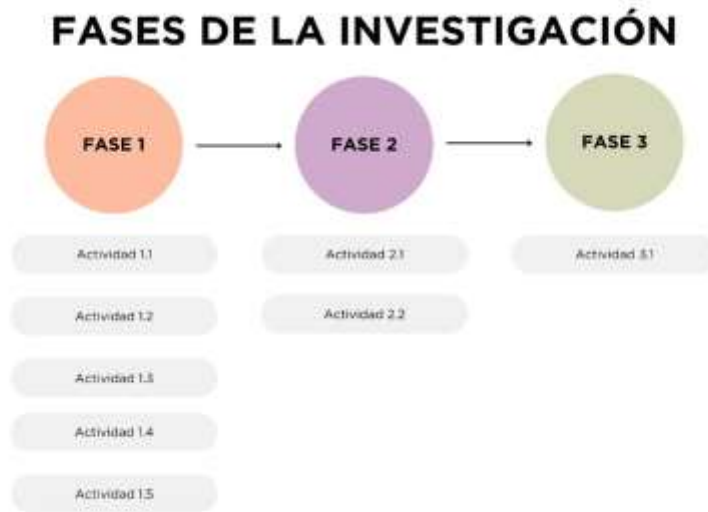 FASES DE LA INVESTIGACIÓN
FASE 1
FASE 2
FASE 3
Actividad 1.1
Actividad 2.1
Actividad 3.1
Actividad 1.2
Actividad 2.2
Actividad 1.3
Actividad 1.4
Actividad 1.5